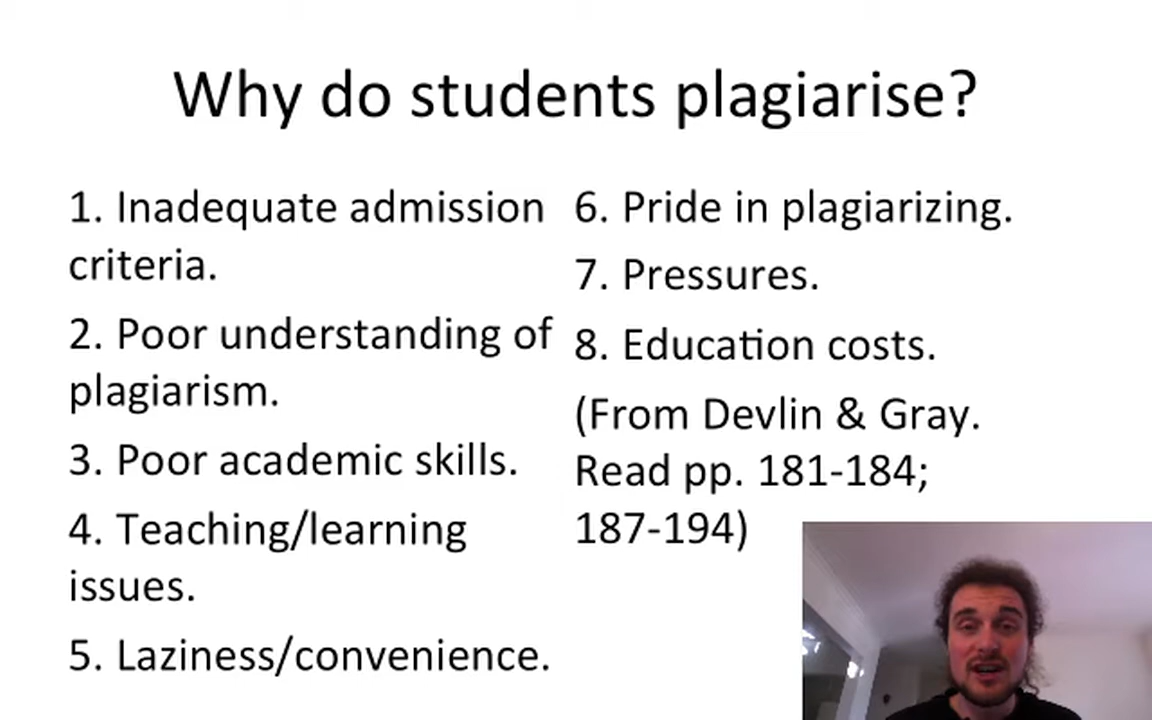 Why do students plagiarise?
1. Inadequate admission
criteria.
2. Poor understanding of
plagiarism.
3. Poor academic skills.
4. Teaching/learning
issues.
5. Laziness/convenience.
6. Pride in plagiarizing.
7. Pressures.
8. Education costs.
(From Devlin & Gray.
Read pp. 181-184;
187-194)